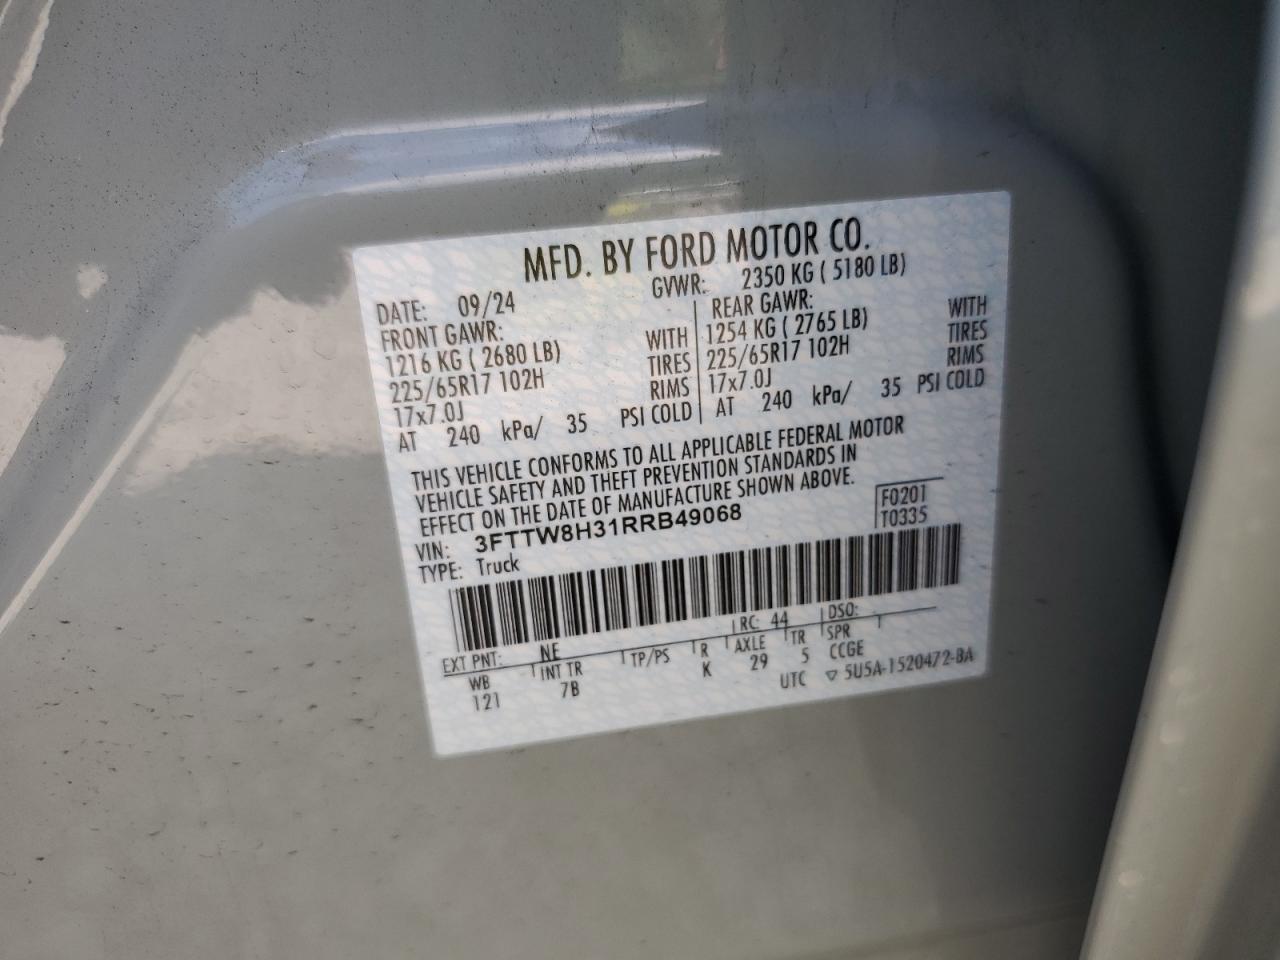 MFD. BY FORD MOTOR CO.
DATE: 09/24 GVWR: 2350 KG ( 5180 LB)
FRONT GAWR: REAR GAWR:
1216 KG ( 2680 LB) WITH 1254 KG ( 2765 LB) WITH
225/65R17 102H TIRES 225/65R17 102H TIRES
17x7.0J RIMS 17x7.0J RIMS
AT 240 kPa/ 35 PSI COLD AT 240 kPa/ 35 PSI COLD
THIS VEHICLE CONFORMS TO ALL APPLICABLE FEDERAL MOTOR
VEHICLE SAFETY AND THEFT PREVENTION STANDARDS IN
EFFECT ON THE DATE OF MANUFACTURE SHOWN ABOVE.
VIN: 3FTTW8H31RRB49068 F0201
TYPE: Truck T0335
EXT PNT: NE RC: 44 DSO:
WB INT TR TP/PS R AXLE TR SPR
121 7B K 29 5 CCGE
UTC ▽ 5U5A-1520472-BA